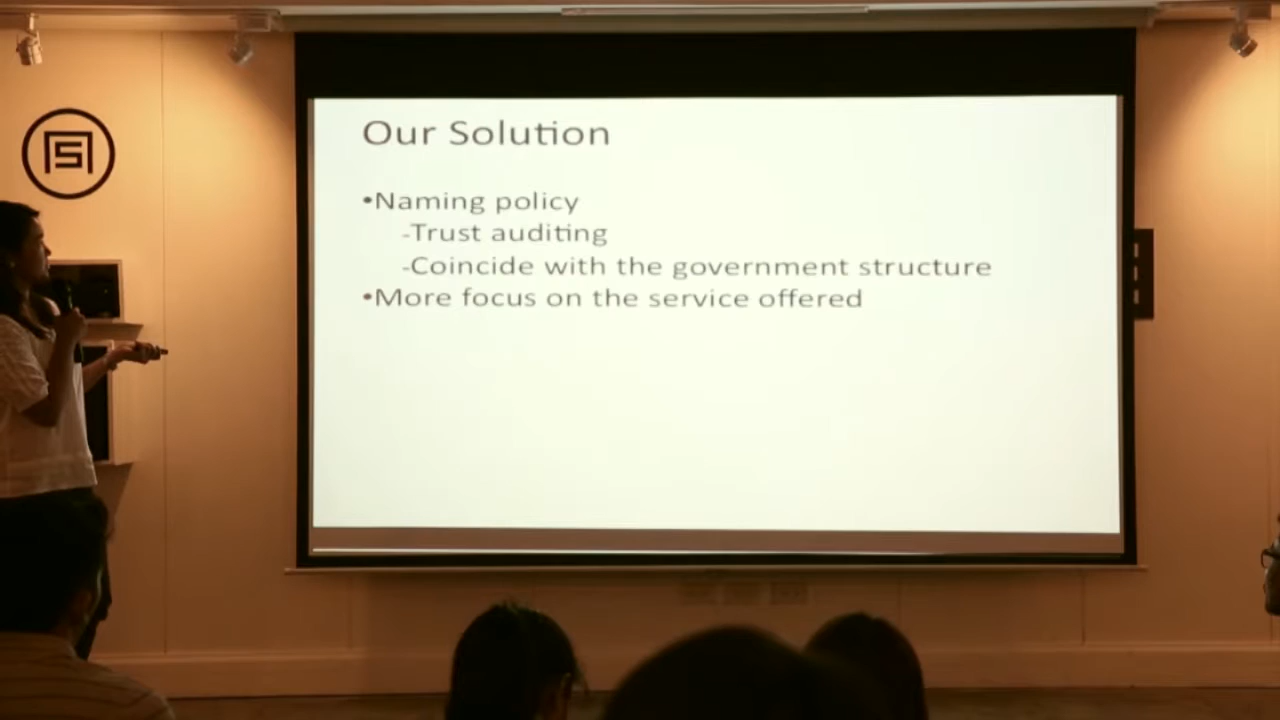 Our Solution
•Naming policy
-Trust auditing
-Coincide with the government structure
•More focus on the service offered